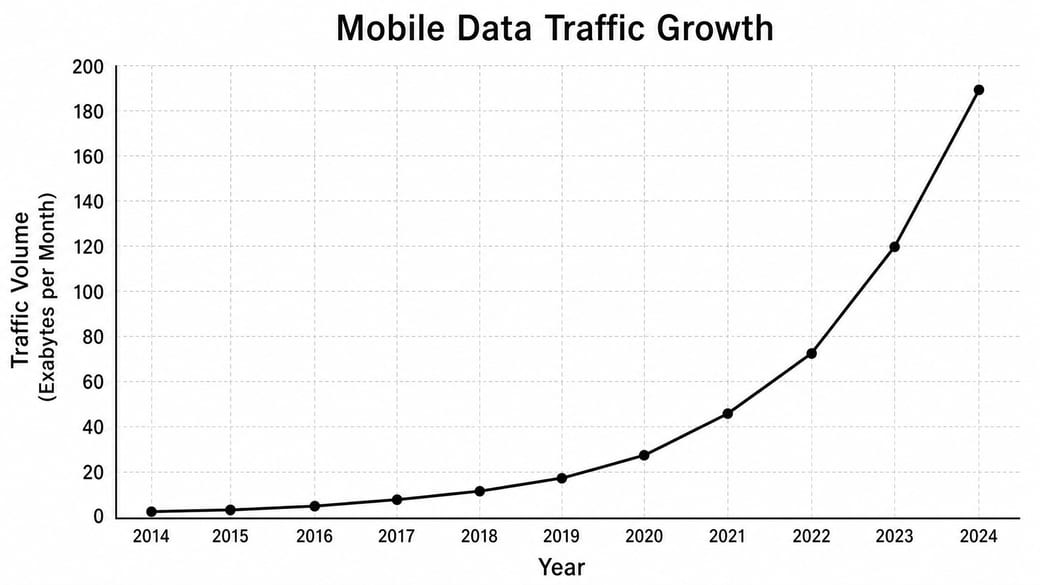 Mobile Data Traffic Growth
Traffic Volume
(Exabytes per Month)
200
180
160
140
120
100
80
60
40
20
0
2014 2015 2016 2017 2018 2019 2020 2021 2022 2023 2024
Year